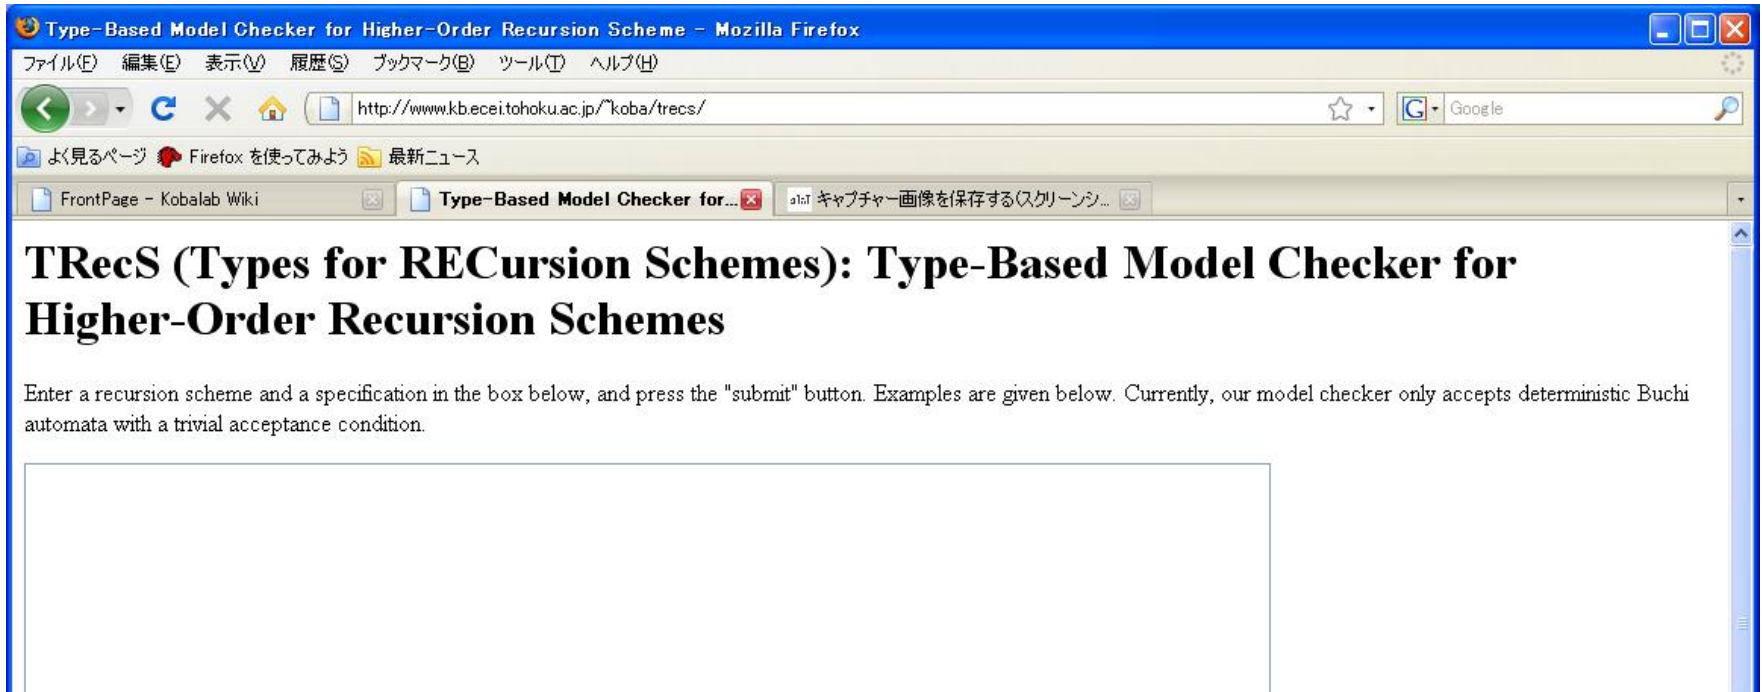 Type-Based Model Checker for Higher-Order Recursion Scheme - Mozilla Firefox
ファイル(F) 編集(E) 表示(V) 履歴(S) ブックマーク(B) ツール(T) ヘルプ(H)
http://www.kb.ecei.tohoku.ac.jp/~koba/trecs/
G Google
よく見るページ Firefox を使ってみよう 最新ニュース
FrontPage - Kobalab Wiki Type-Based Model Checker for... キャプチャー画像を保存する(スクリーンシ...
TRecS (Types for RECursion Schemes): Type-Based Model Checker for
Higher-Order Recursion Schemes
Enter a recursion scheme and a specification in the box below, and press the "submit" button. Examples are given below. Currently, our model checker only accepts deterministic Buchi
automata with a trivial acceptance condition.